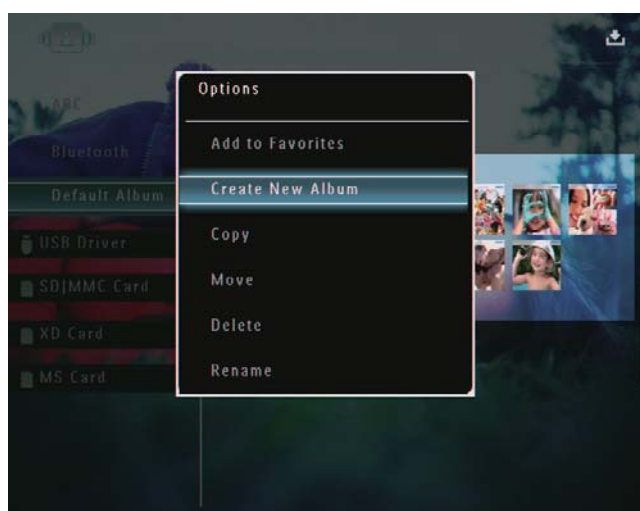 ABC
Bluetooth
Default Album
USB Driver
SD|MMC Card
XD Card
MS Card
Options
Add to Favorites
Create New Album
Copy
Move
Delete
Rename